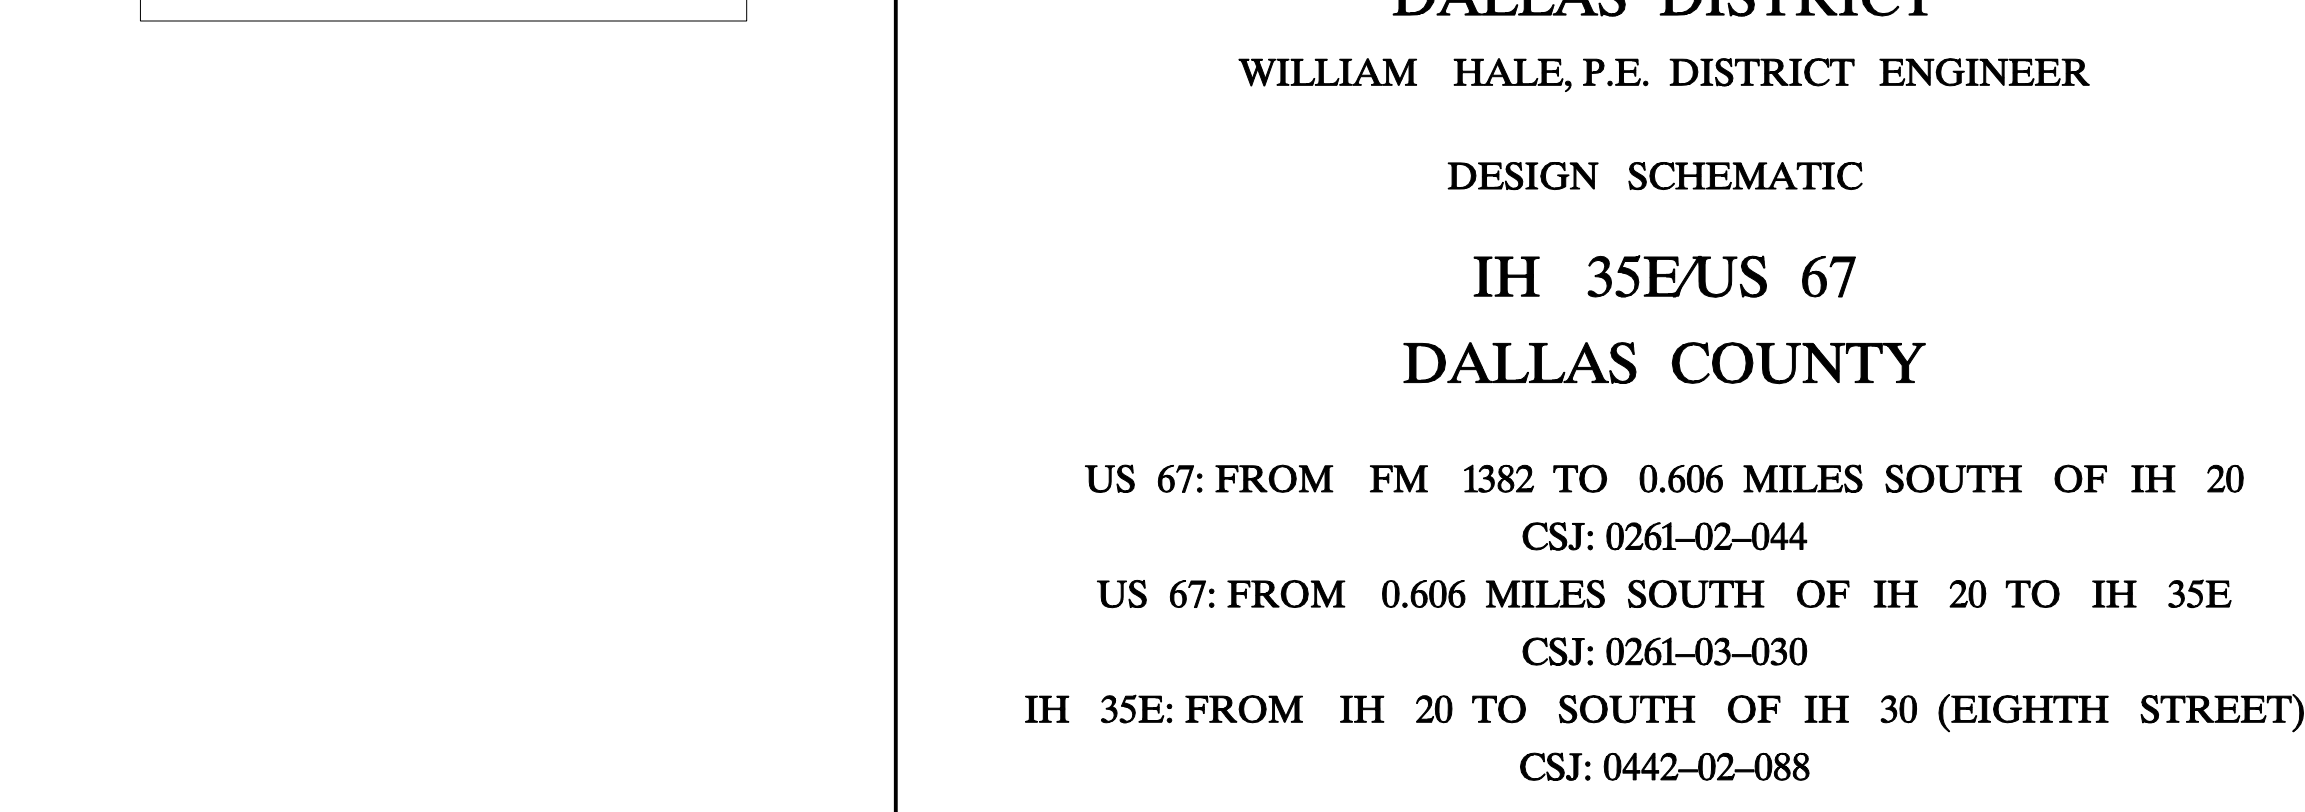 DALLAS DISTRICT
WILLIAM HALE, P.E. DISTRICT ENGINEER
DESIGN SCHEMATIC
IH 35E/US 67
DALLAS COUNTY
US 67: FROM FM 1382 TO 0.606 MILES SOUTH OF IH 20
CSJ: 0261–02–044
US 67: FROM 0.606 MILES SOUTH OF IH 20 TO IH 35E
CSJ: 0261–03–030
IH 35E: FROM IH 20 TO SOUTH OF IH 30 (EIGHTH STREET)
CSJ: 0442–02–088